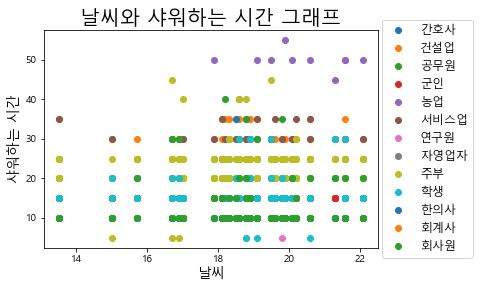 날씨와 샤워하는 시간 그래프
샤워하는 시간
50
40
30
20
10
14
16
18
20
22
날씨
간호사
건설업
공무원
군인
농업
서비스업
연구원
자영업자
주부
학생
한의사
회계사
회사원